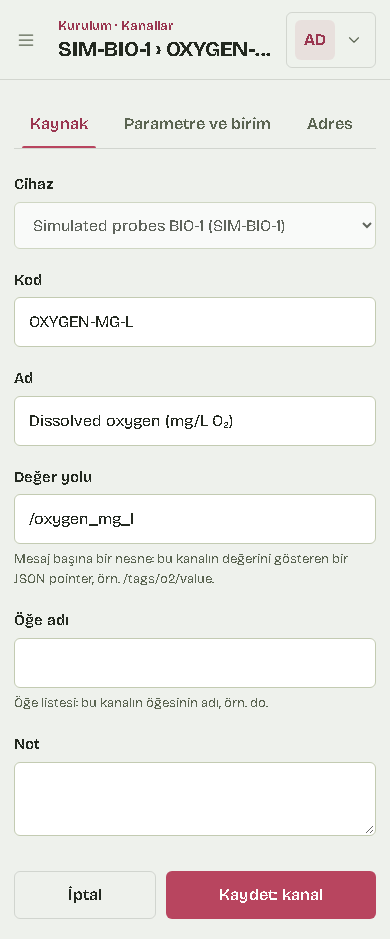 Kurulum · Kanallar
SIM-BIO-1 › OXYGEN-...
AD
Kaynak
Parametre ve birim
Adres
Cihaz
Simulated probes BIO-1 (SIM-BIO-1)
Kod
OXYGEN-MG-L
Ad
Dissolved oxygen (mg/L O₂)
Değer yolu
/oxygen_mg_l
Mesaj başına bir nesne: bu kanalın değerini gösteren bir
JSON pointer, örn. /tags/o2/value.
Öğe adı
Öğe listesi: bu kanalın öğesinin adı, örn. do.
Not
İptal
Kaydet: kanal